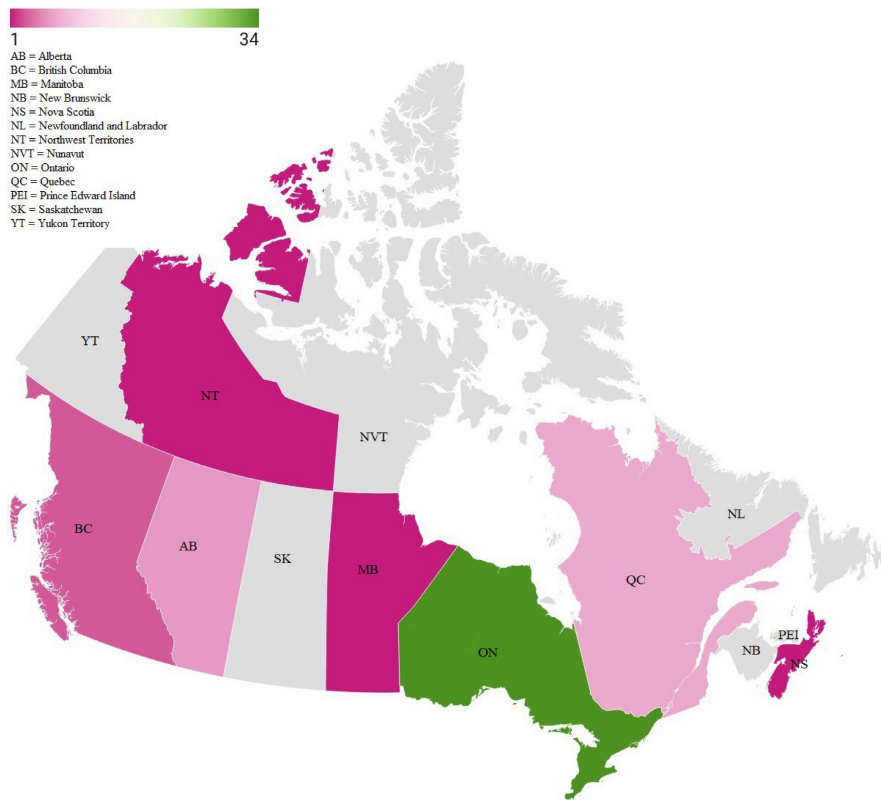 1 34
AB = Alberta
BC = British Columbia
MB = Manitoba
NB = New Brunswick
NS = Nova Scotia
NL = Newfoundland and Labrador
NT = Northwest Territories
NVT = Nunavut
ON = Ontario
QC = Quebec
PEI = Prince Edward Island
SK = Saskatchewan
YT = Yukon Territory
YT
NT
NVT
BC
AB
SK
MB
ON
QC
NL
PEI
NB
NS